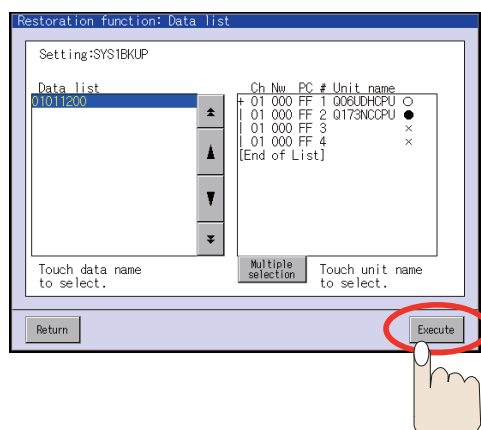 Restoration function: Data list
Setting:SYS1BKUP
Data list
01011200
Ch Nw PC # Unit name
+ 01 000 FF 1 Q06UDHCPU ○
| 01 000 FF 2 Q173NCCPU ●
| 01 000 FF 3 ×
| 01 000 FF 4 ×
[End of List]
Touch data name
to select.
Multiple
selection
Touch unit name
to select.
Return
Execute